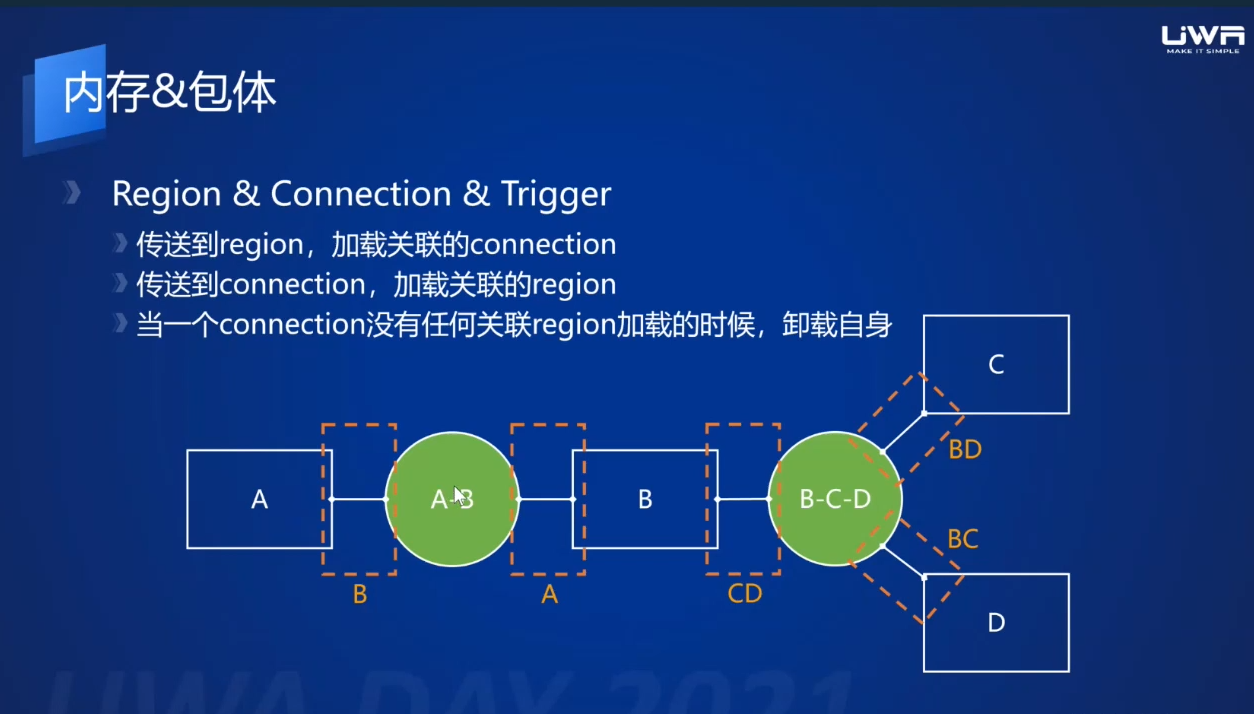 UWA
MAKE IT SIMPLE
内存&包体
Region & Connection & Trigger
传送到region，加载关联的connection
传送到connection，加载关联的region
当一个connection没有任何关联region加载的时候，卸载自身
C
BD
A
A-B
B
B-C-D
BC
B
A
CD
D
UWA DAY 2021